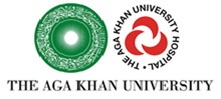 THE AGA KHAN UNIVERSITY HOSPITAL •
THE AGA KHAN UNIVERSITY